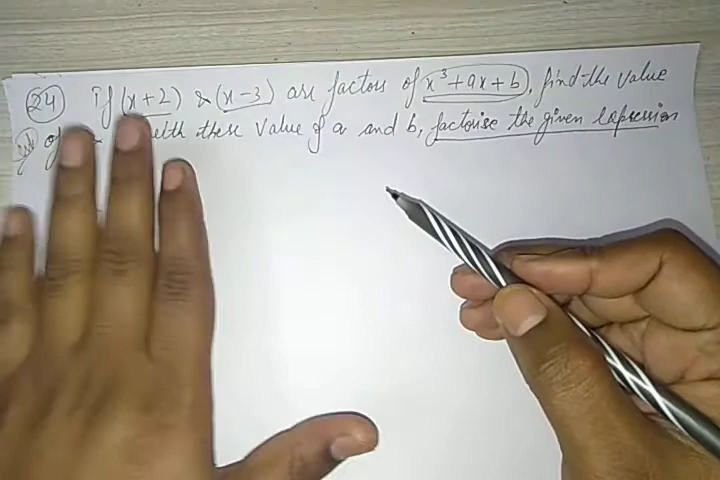 24 If (x+2) & (x-3) are factors of x³+ax+b, find the value
of with these value of a and b, factorise the given expression